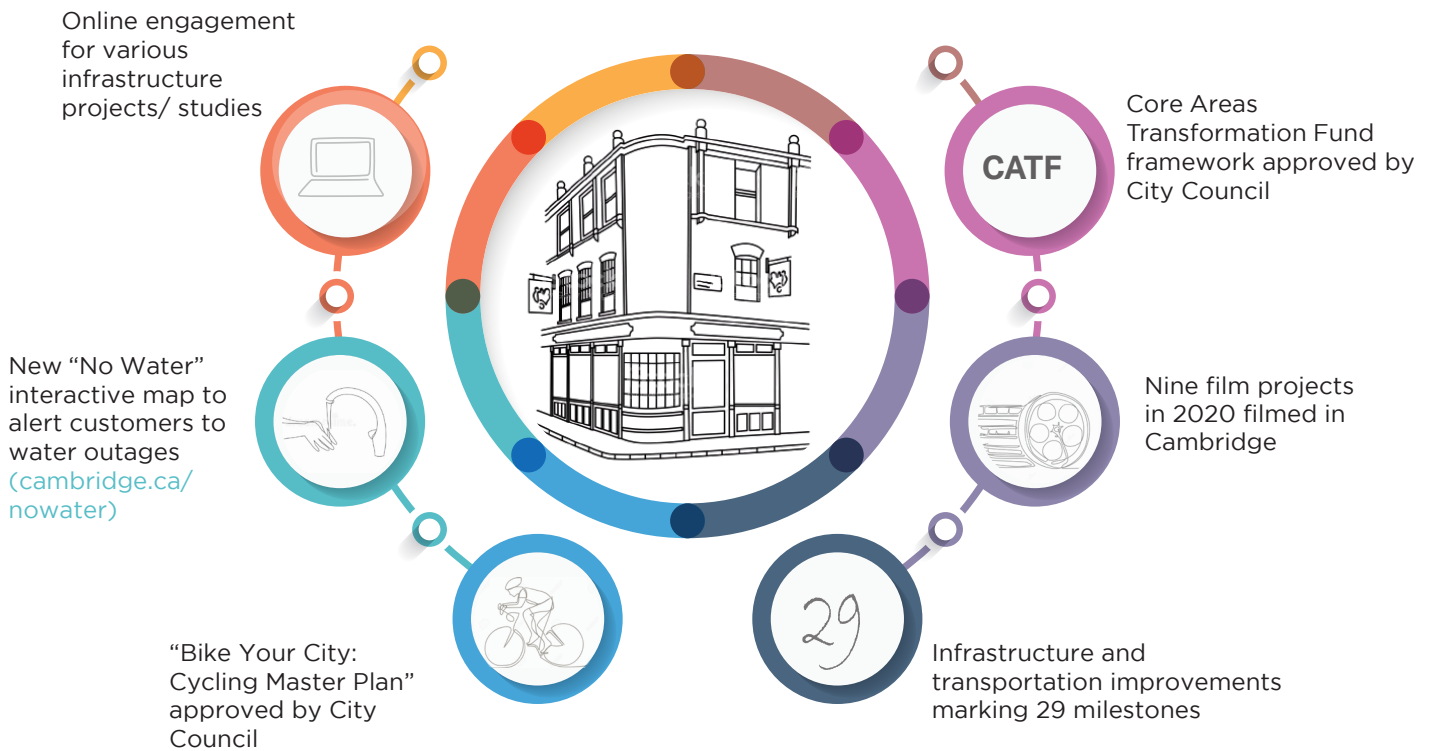 Online engagement
for various
infrastructure
projects/ studies
CATF
Core Areas
Transformation Fund
framework approved by
City Council
New “No Water”
interactive map to
alert customers to
water outages
(cambridge.ca/
nowater)
Nine film projects
in 2020 filmed in
Cambridge
29
“Bike Your City:
Cycling Master Plan”
approved by City
Council
Infrastructure and
transportation improvements
marking 29 milestones